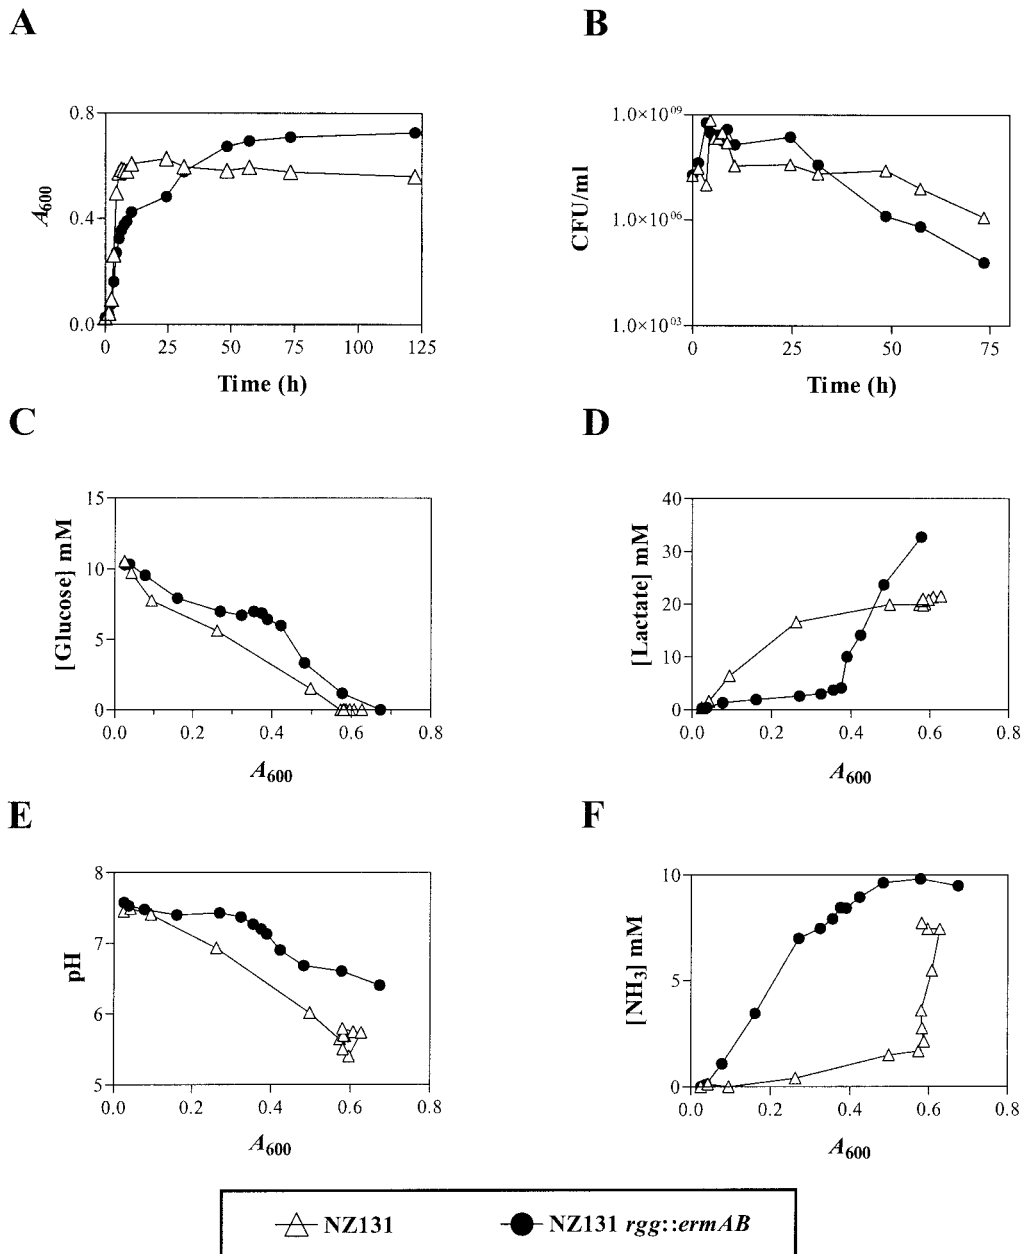 A
B
0.8
0.4
0.0
A600
0
25
50
75
100
125
Time (h)
1.0×10^09
1.0×10^06
1.0×10^03
CFU/ml
0
25
50
75
Time (h)
C
D
15
10
5
0
[Glucose] mM
0.0
0.2
0.4
0.6
0.8
A600
40
30
20
10
0
[Lactate] mM
0.0
0.2
0.4
0.6
0.8
A600
E
F
8
7
6
5
pH
0.0
0.2
0.4
0.6
0.8
A600
10
5
0
[NH3] mM
0.0
0.2
0.4
0.6
0.8
A600
NZ131
NZ131 rgg::ermAB